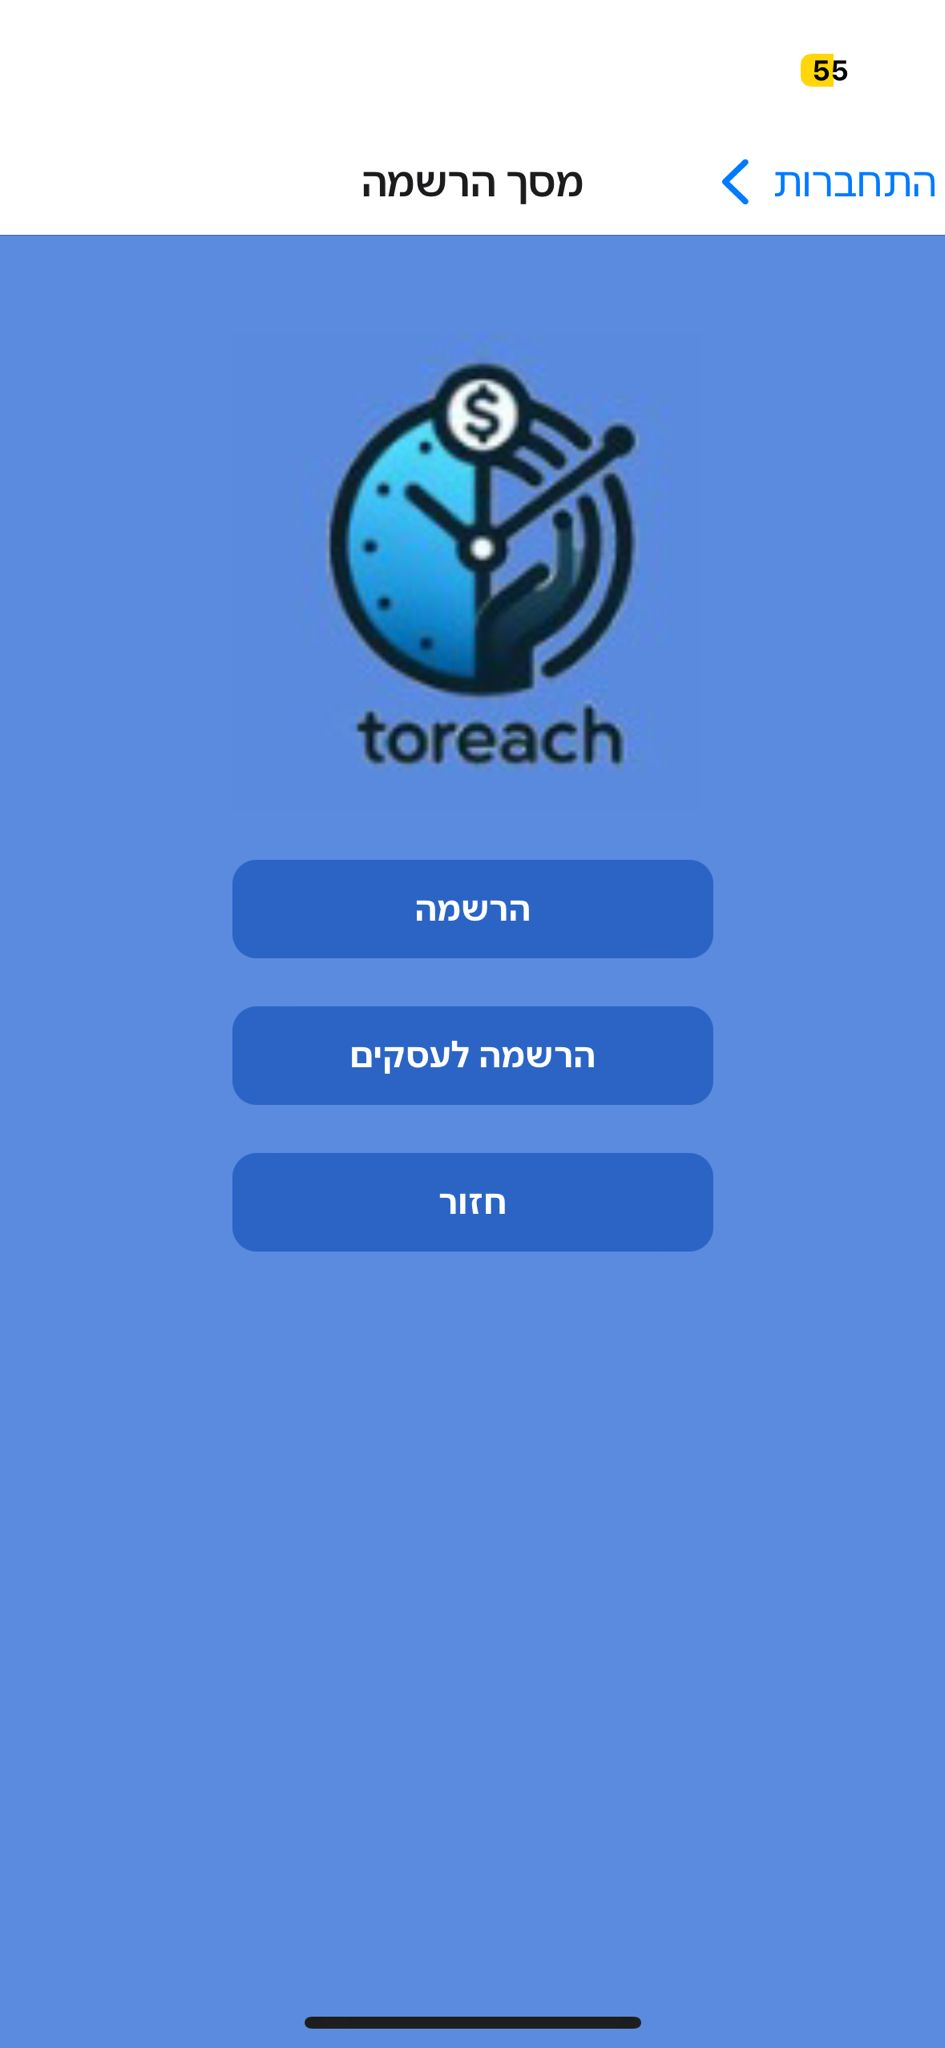 55
התחברות
מסך הרשמה
$
toreach
הרשמה
הרשמה לעסקים
חזור